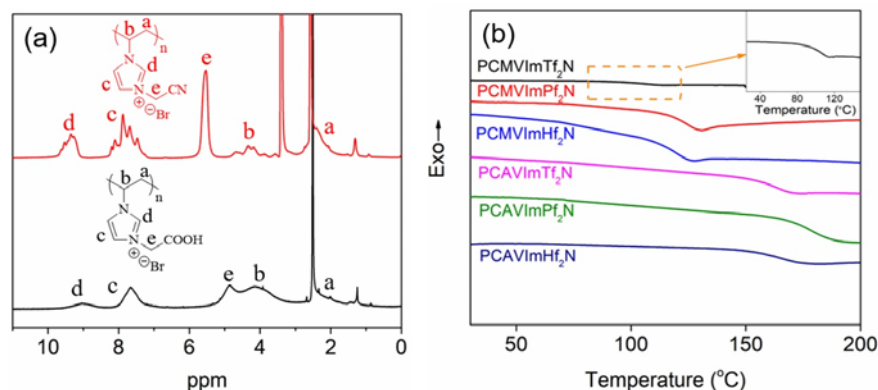 (a)
b
a
n
N
d
c
N
e
CN
⊕ ⊖Br
d
c
e
b
a
b
a
n
N
d
c
N
e
COOH
⊕ ⊖Br
d
c
e
b
a
10
8
6
4
2
0
ppm
(b)
Exo→
PCMVImTf₂N
PCMVImPf₂N
PCMVImHf₂N
PCAVImTf₂N
PCAVImPf₂N
PCAVImHf₂N
40
80
120
Temperature (°C)
50
100
150
200
Temperature (°C)